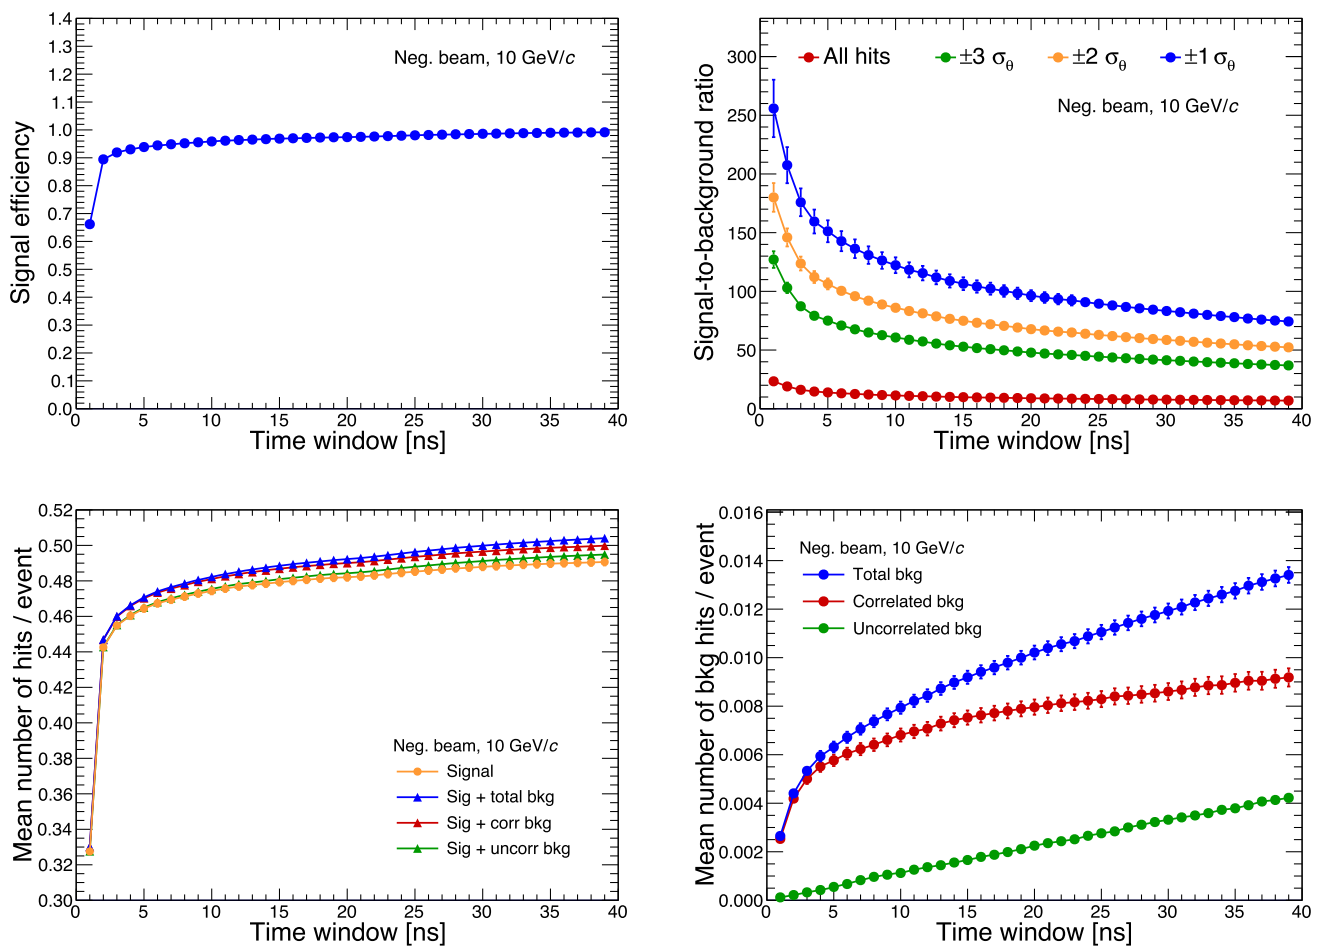 Signal efficiency
1.4
1.3
1.2
1.1
1.0
0.9
0.8
0.7
0.6
0.5
0.4
0.3
0.2
0.1
0.0
Neg. beam, 10 GeV/c
0 5 10 15 20 25 30 35 40
Time window [ns]
Signal-to-background ratio
300
250
200
150
100
50
0
All hits ±3 σθ ±2 σθ ±1 σθ
Neg. beam, 10 GeV/c
0 5 10 15 20 25 30 35 40
Time window [ns]
Mean number of hits / event
0.52
0.50
0.48
0.46
0.44
0.42
0.40
0.38
0.36
0.34
0.32
0.30
Neg. beam, 10 GeV/c
Signal
Sig + total bkg
Sig + corr bkg
Sig + uncorr bkg
0 5 10 15 20 25 30 35 40
Time window [ns]
Mean number of bkg hits / event
0.016
0.014
0.012
0.010
0.008
0.006
0.004
0.002
0.000
Neg. beam, 10 GeV/c
Total bkg
Correlated bkg
Uncorrelated bkg
0 5 10 15 20 25 30 35 40
Time window [ns]